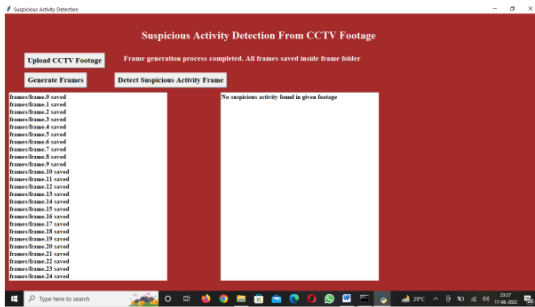 Suspicious Activity Detection
Suspicious Activity Detection From CCTV Footage
Upload CCTV Footage
Frame generation process completed. All frames saved inside frame folder
Generate Frames
Detect Suspicious Activity Frame
frames/frame.0 saved
frames/frame.1 saved
frames/frame.2 saved
frames/frame.3 saved
frames/frame.4 saved
frames/frame.5 saved
frames/frame.6 saved
frames/frame.7 saved
frames/frame.8 saved
frames/frame.9 saved
frames/frame.10 saved
frames/frame.11 saved
frames/frame.12 saved
frames/frame.13 saved
frames/frame.14 saved
frames/frame.15 saved
frames/frame.16 saved
frames/frame.17 saved
frames/frame.18 saved
frames/frame.19 saved
frames/frame.20 saved
frames/frame.21 saved
frames/frame.22 saved
frames/frame.23 saved
frames/frame.24 saved
No suspicious activity found in given footage
Type here to search
29°C
23:27
17-06-2022